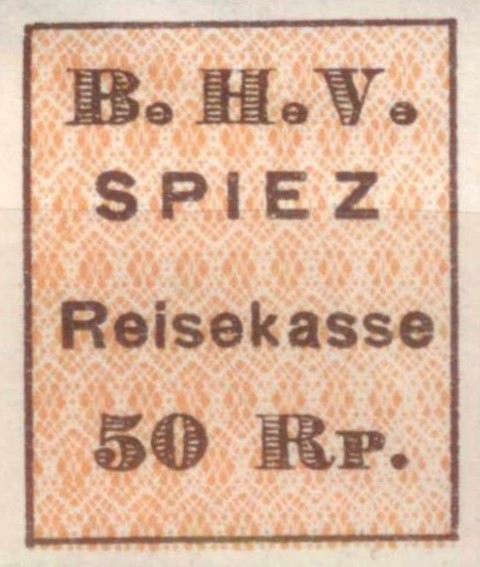 B. H. V.
SPIEZ
Reisekasse
50 Rp.